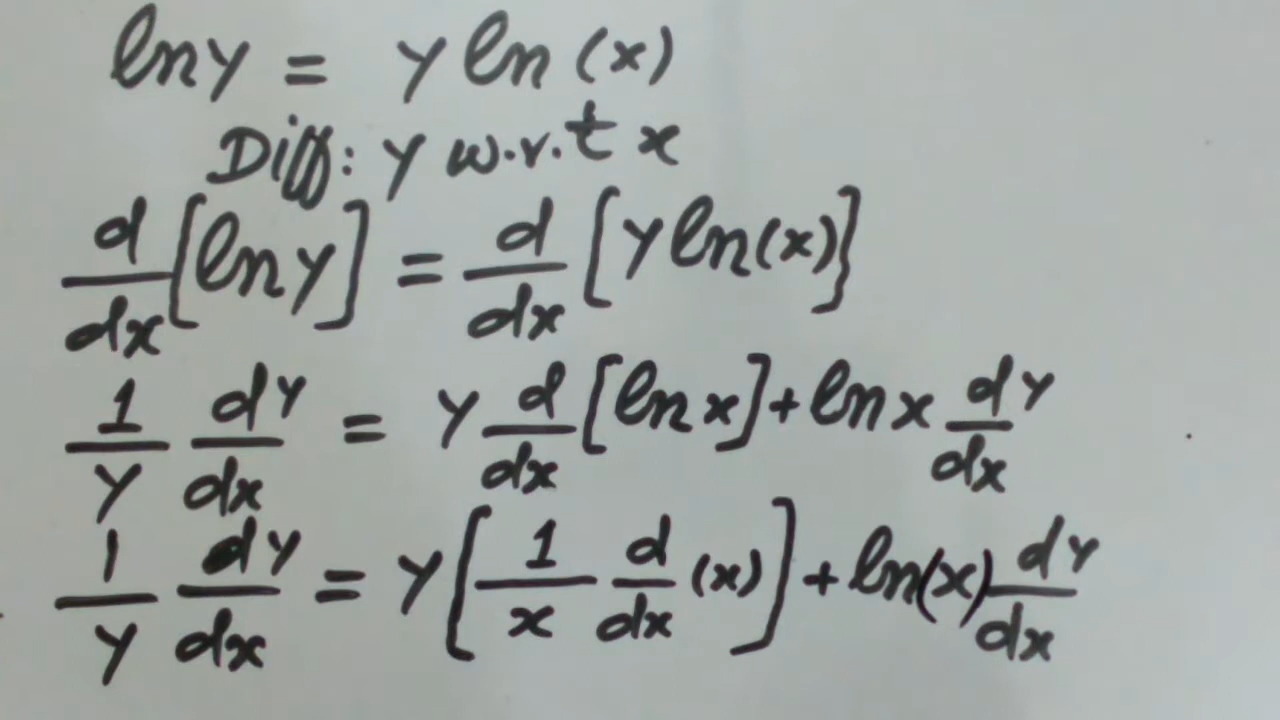 ln y = y ln (x)
Diff: y w.r.t x
d/dx [ln y] = d/dx [y ln(x)]
1/y dy/dx = y d/dx [ln x] + ln x dy/dx
1/y dy/dx = y [1/x d/dx (x)] + ln(x) dy/dx